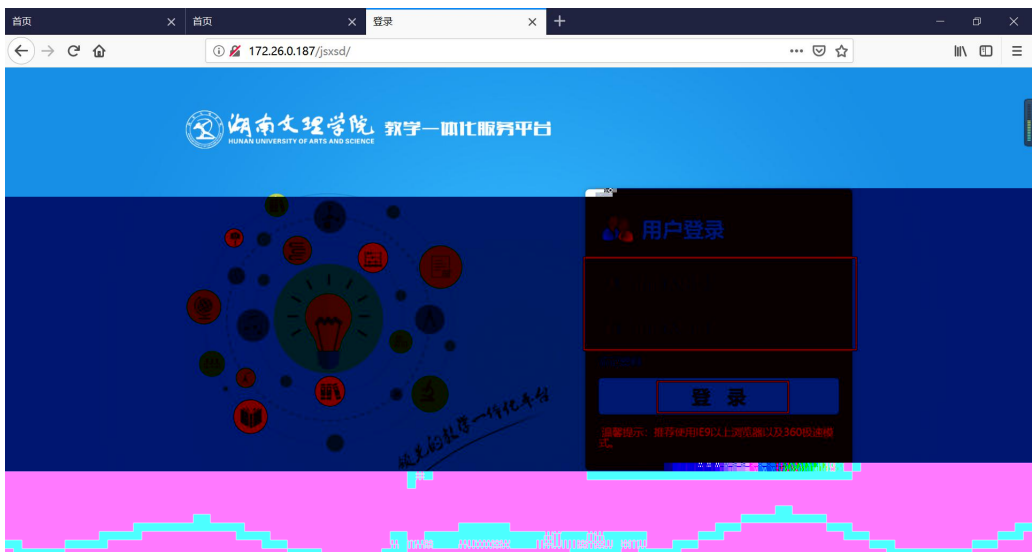 首页
首页
登录
172.26.0.187/jsxsd/
湖南文理学院 教学一体化服务平台
HUNAN UNIVERSITY OF ARTS AND SCIENCE
用户登录
登 录
温馨提示:推荐使用IE9以上浏览器以及360极速模
式。